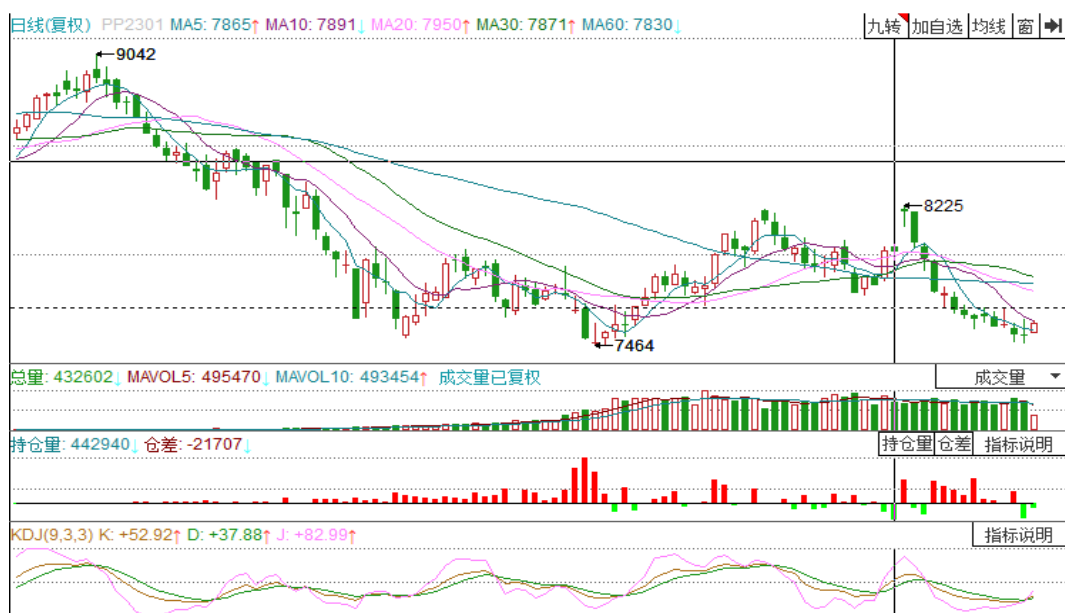 日线(复权) PP2301 MA5: 7865↑ MA10: 7891↓ MA20: 7950↑ MA30: 7871↑ MA60: 7830↓ 九转 加自选 均线 窗
9042
8225
7464
总量: 432602↓ MAVOL5: 495470↓ MAVOL10: 493454↑ 成交量已复权 成交量
持仓量: 442940↓ 仓差: -21707↓ 持仓量 仓差 指标说明
KDJ(9,3,3) K: +52.92↑ D: +37.88↑ J: +82.99↑ 指标说明